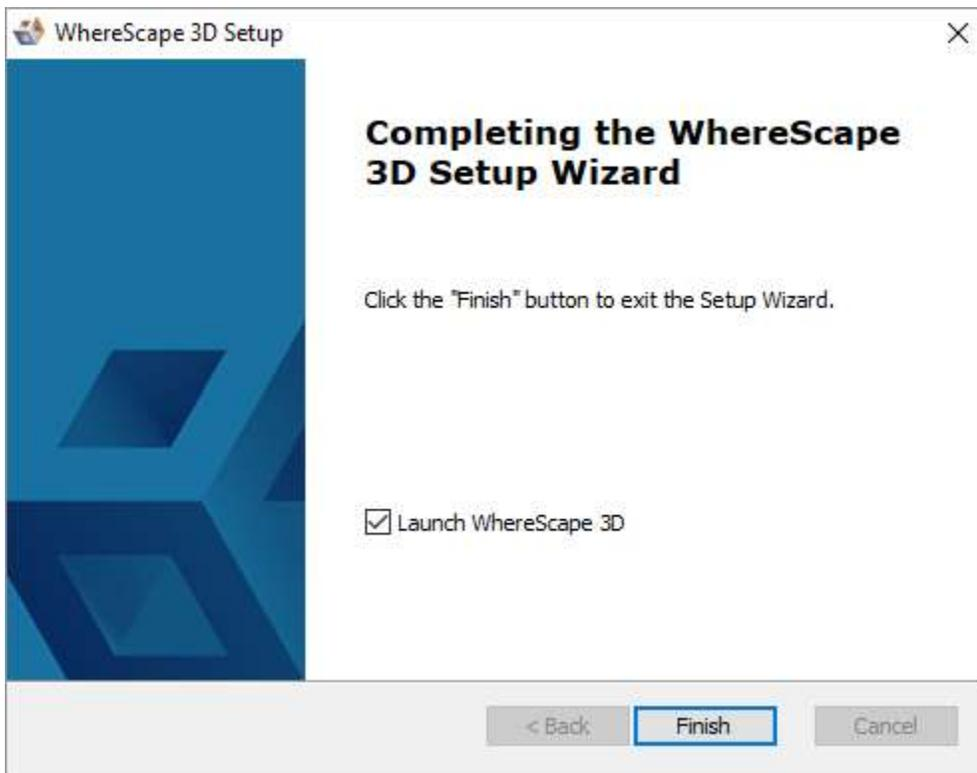 WhereScape 3D Setup
Completing the WhereScape
3D Setup Wizard
Click the "Finish" button to exit the Setup Wizard.
Launch WhereScape 3D
< Back
Finish
Cancel